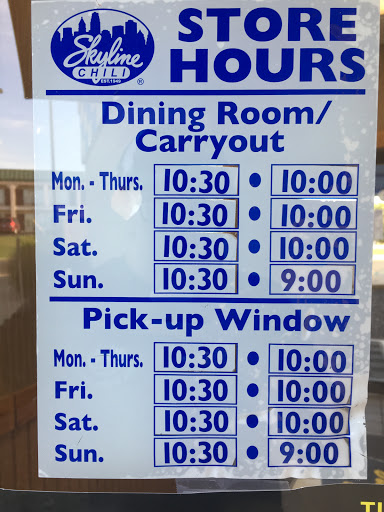 Skyline
CHILI
EST. 1949
®
STORE
HOURS
Dining Room/
Carryout
Mon. - Thurs. 10:30 • 10:00
Fri. 10:30 • 10:00
Sat. 10:30 • 10:00
Sun. 10:30 • 9:00
Pick-up Window
Mon. - Thurs. 10:30 • 10:00
Fri. 10:30 • 10:00
Sat. 10:30 • 10:00
Sun. 10:30 • 9:00